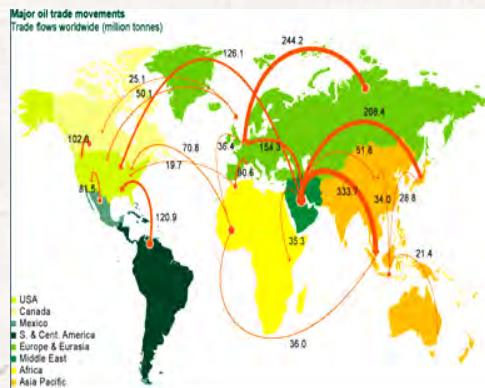 Major oil trade movements
Trade flows worldwide (million tonnes)
244.2
126.1
25.1
50.1
208.4
102.8
70.8
36.4
154.3
51.8
19.7
90.6
81.5
333.7
34.0
28.8
120.9
35.3
21.4
36.0
USA
Canada
Mexico
S. & Cent. America
Europe & Eurasia
Middle East
Africa
Asia Pacific